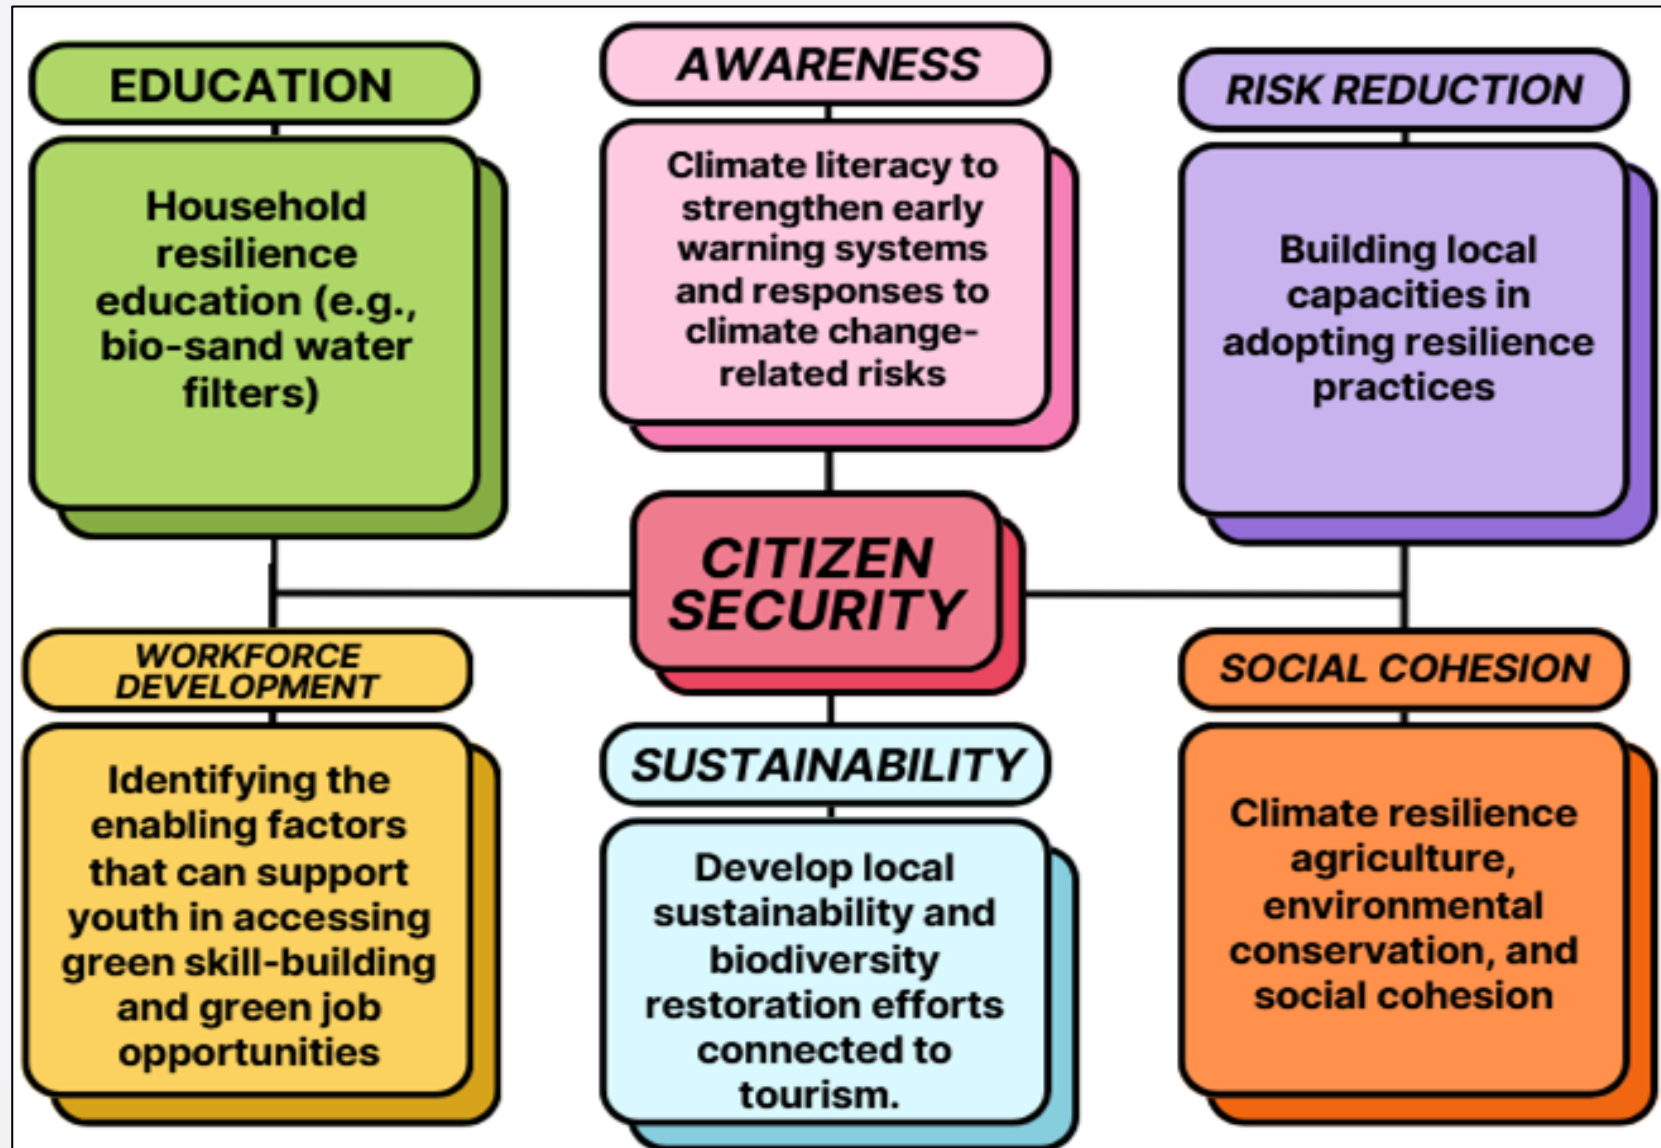 EDUCATION
Household
resilience
education (e.g.,
bio-sand water
filters)
AWARENESS
Climate literacy to
strengthen early
warning systems
and responses to
climate change-
related risks
RISK REDUCTION
Building local
capacities in
adopting resilience
practices
CITIZEN
SECURITY
WORKFORCE
DEVELOPMENT
Identifying the
enabling factors
that can support
youth in accessing
green skill-building
and green job
opportunities
SUSTAINABILITY
Develop local
sustainability and
biodiversity
restoration efforts
connected to
tourism.
SOCIAL COHESION
Climate resilience
agriculture,
environmental
conservation, and
social cohesion